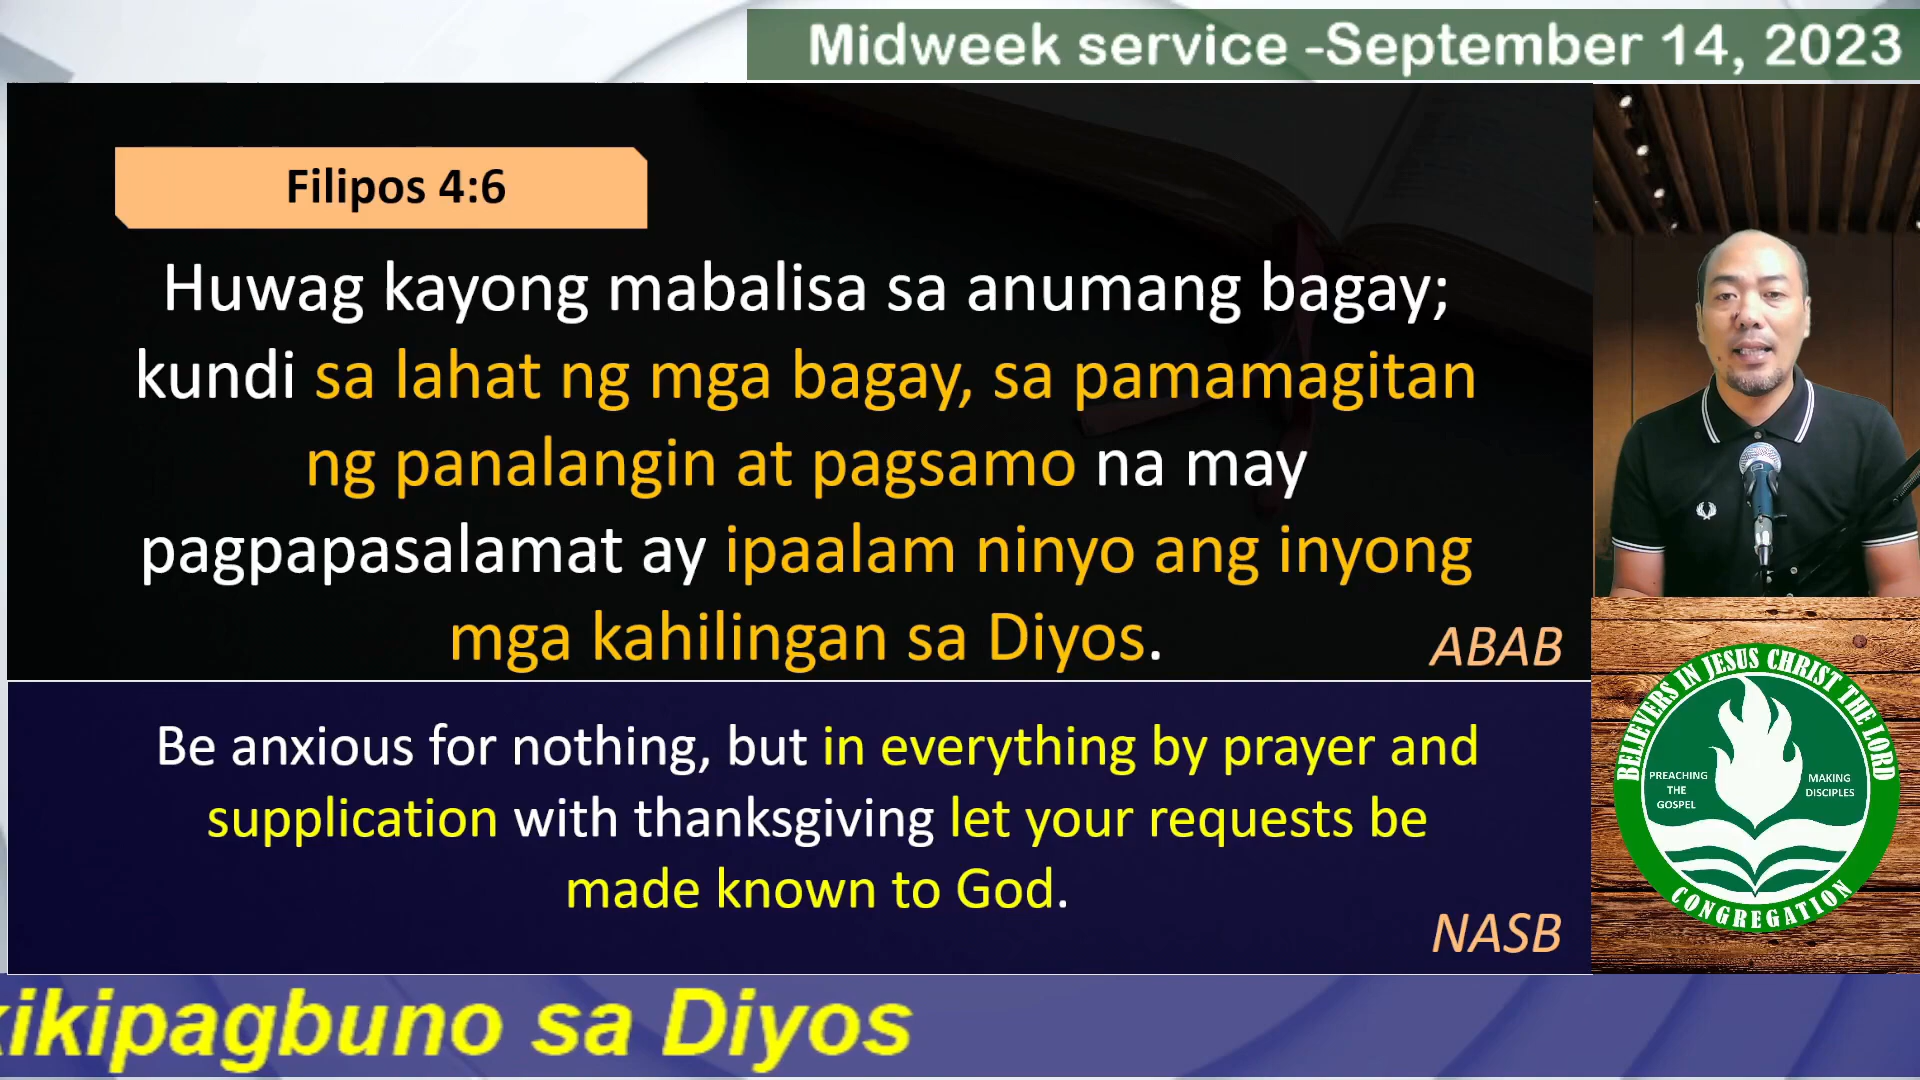 Midweek service -September 14, 2023
Filipos 4:6
Huwag kayong mabalisa sa anumang bagay;
kundi sa lahat ng mga bagay, sa pamamagitan
ng panalangin at pagsamo na may
pagpapasalamat ay ipaalam ninyo ang inyong
mga kahilingan sa Diyos.
ABAB
Be anxious for nothing, but in everything by prayer and
supplication with thanksgiving let your requests be
made known to God.
NASB
BELIEVERS IN JESUS CHRIST THE LORD
PREACHING
THE
GOSPEL
MAKING
DISCIPLES
CONGREGATION
kikipagbuno sa Diyos